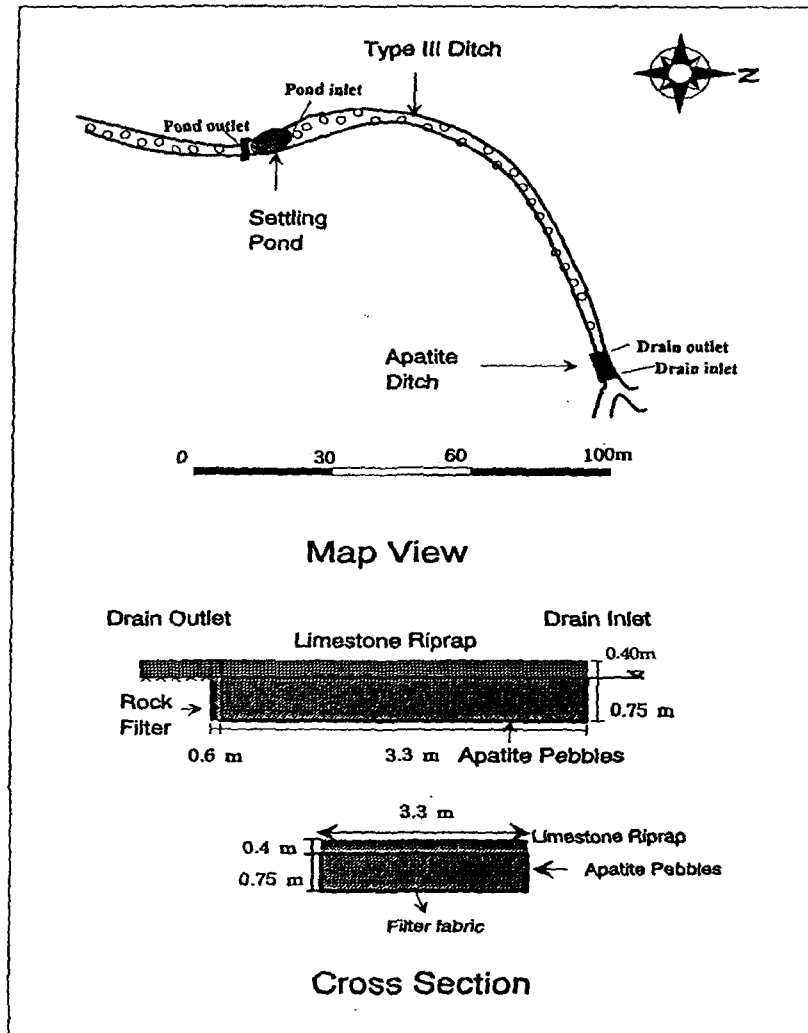 Type III Ditch
N
Pond inlet
Pond outlet
Settling
Pond
Apatite
Ditch
Drain outlet
Drain inlet
0 30 60 100m
Map View
Drain Outlet Drain Inlet
Limestone Riprap
0.40m
Rock
Filter
0.75 m
0.6 m 3.3 m Apatite Pebbles
3.3 m
Limestone Riprap
0.4 m
Apatite Pebbles
0.75 m
Filter fabric
Cross Section